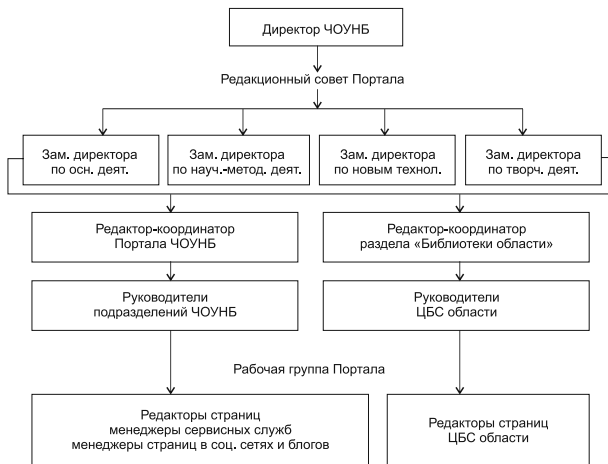 Директор ЧОУНБ
Редакционный совет Портала
Зам. директора
по осн. деят.
Зам. директора
по науч.-метод. деят.
Зам. директора
по новым технол.
Зам. директора
по творч. деят.
Редактор-координатор
Портала ЧОУНБ
Редактор-координатор
раздела «Библиотеки области»
Руководители
подразделений ЧОУНБ
Руководители
ЦБС области
Рабочая группа Портала
Редакторы страниц
менеджеры сервисных служб
менеджеры страниц в соц. сетях и блогов
Редакторы страниц
ЦБС области